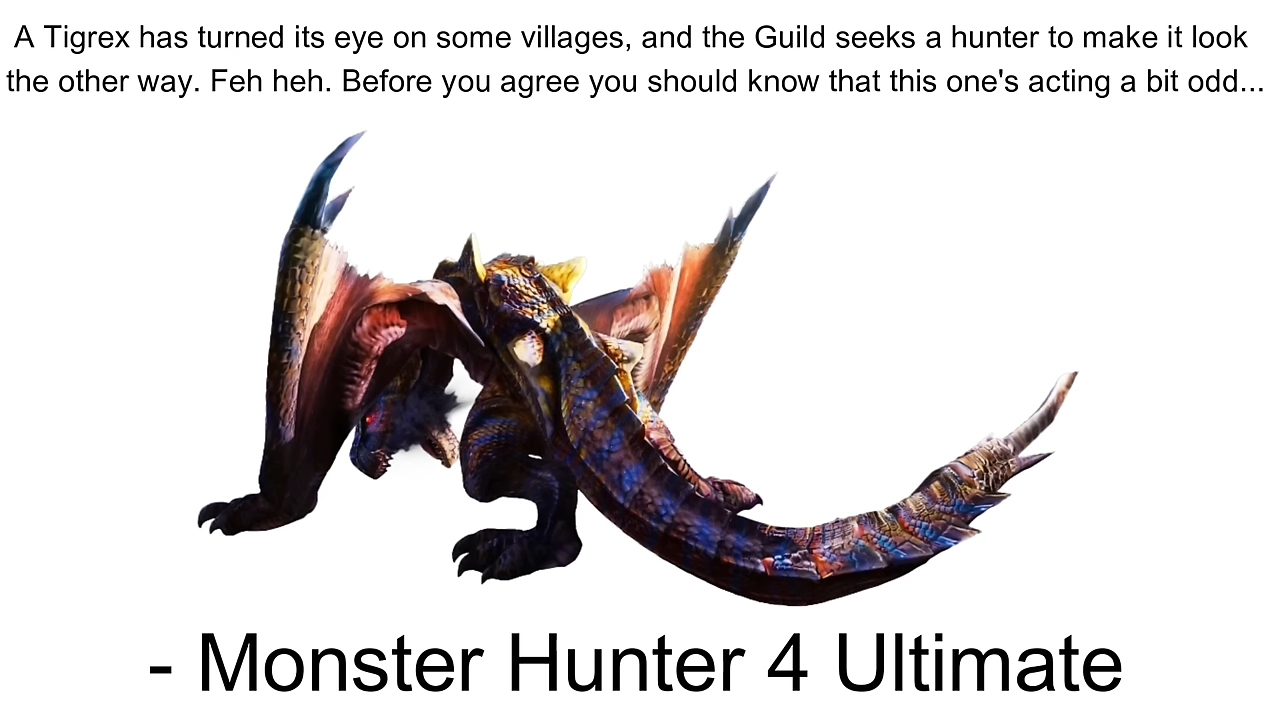 A Tigrex has turned its eye on some villages, and the Guild seeks a hunter to make it look
the other way. Feh heh. Before you agree you should know that this one's acting a bit odd...
- Monster Hunter 4 Ultimate